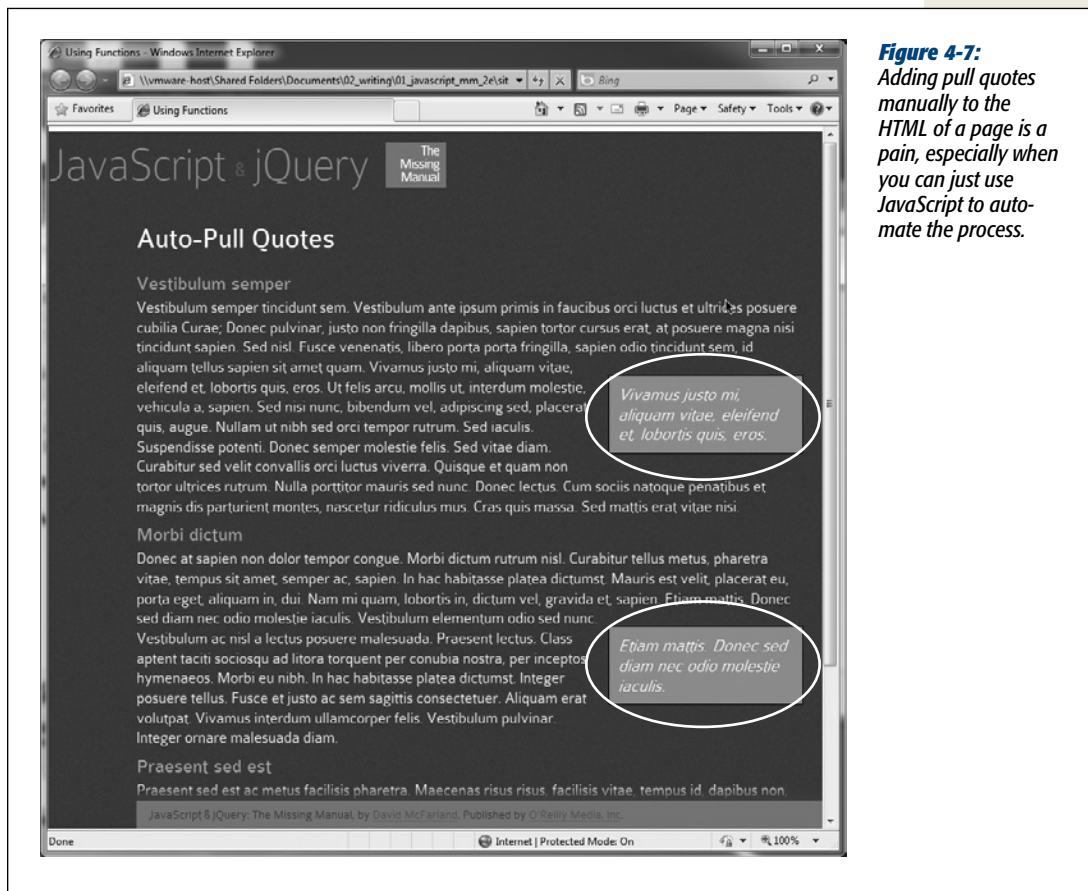 Using Functions - Windows Internet Explorer
\\vmware-host\Shared Folders\Documents\02_writing\01_javascript_mm_2e\sit
Bing
Favorites
Using Functions
Page
Safety
Tools
JavaScript & jQuery
The
Missing
Manual
Auto-Pull Quotes
Vestibulum semper
Vestibulum semper tincidunt sem. Vestibulum ante ipsum primis in faucibus orci luctus et ultrices posuere
cubilia Curae; Donec pulvinar, justo non fringilla dapibus, sapien tortor cursus erat, at posuere magna nisi
tincidunt sapien. Sed nisl. Fusce venenatis, libero porta porta fringilla, sapien odio tincidunt sem, id
aliquam tellus sapien sit amet quam. Vivamus justo mi, aliquam vitae,
eleifend et, lobortis quis, eros. Ut felis arcu, mollis ut, interdum molestie,
vehicula a, sapien. Sed nisi nunc, bibendum vel, adipiscing sed, placerat
quis, augue. Nullam ut nibh sed orci tempor rutrum. Sed iaculis.
Suspendisse potenti. Donec semper molestie felis. Sed vitae diam.
Curabitur sed velit convallis orci luctus viverra. Quisque et quam non
tortor ultrices rutrum. Nulla porttitor mauris sed nunc. Donec lectus. Cum sociis natoque penatibus et
magnis dis parturient montes, nascetur ridiculus mus. Cras quis massa. Sed mattis erat vitae nisi.
Vivamus justo mi,
aliquam vitae, eleifend
et, lobortis quis, eros.
Morbi dictum
Donec at sapien non dolor tempor congue. Morbi dictum rutrum nisl. Curabitur tellus metus, pharetra
vitae, tempus sit amet, semper ac, sapien. In hac habitasse platea dictumst. Mauris est velit, placerat eu,
porta eget, aliquam in, dui. Nam mi quam, lobortis in, dictum vel, gravida et, sapien. Etiam mattis. Donec
sed diam nec odio molestie iaculis. Vestibulum elementum odio sed nunc.
Vestibulum ac nisl a lectus posuere malesuada. Praesent lectus. Class
aptent taciti sociosqu ad litora torquent per conubia nostra, per inceptos
hymenaeos. Morbi eu nibh. In hac habitasse platea dictumst. Integer
posuere tellus. Fusce et justo ac sem sagittis consectetuer. Aliquam erat
volutpat. Vivamus interdum ullamcorper felis. Vestibulum pulvinar.
Integer ornare malesuada diam.
Etiam mattis. Donec sed
diam nec odio molestie
iaculis.
Praesent sed est
Praesent sed est ac metus facilisis pharetra. Maecenas risus risus, facilisis vitae, tempus id, dapibus non,
JavaScript & jQuery: The Missing Manual, by David McFarland. Published by O'Reilly Media, Inc.
Done
Internet | Protected Mode: On
100%
Figure 4-7:
Adding pull quotes
manually to the
HTML of a page is a
pain, especially when
you can just use
JavaScript to auto-
mate the process.